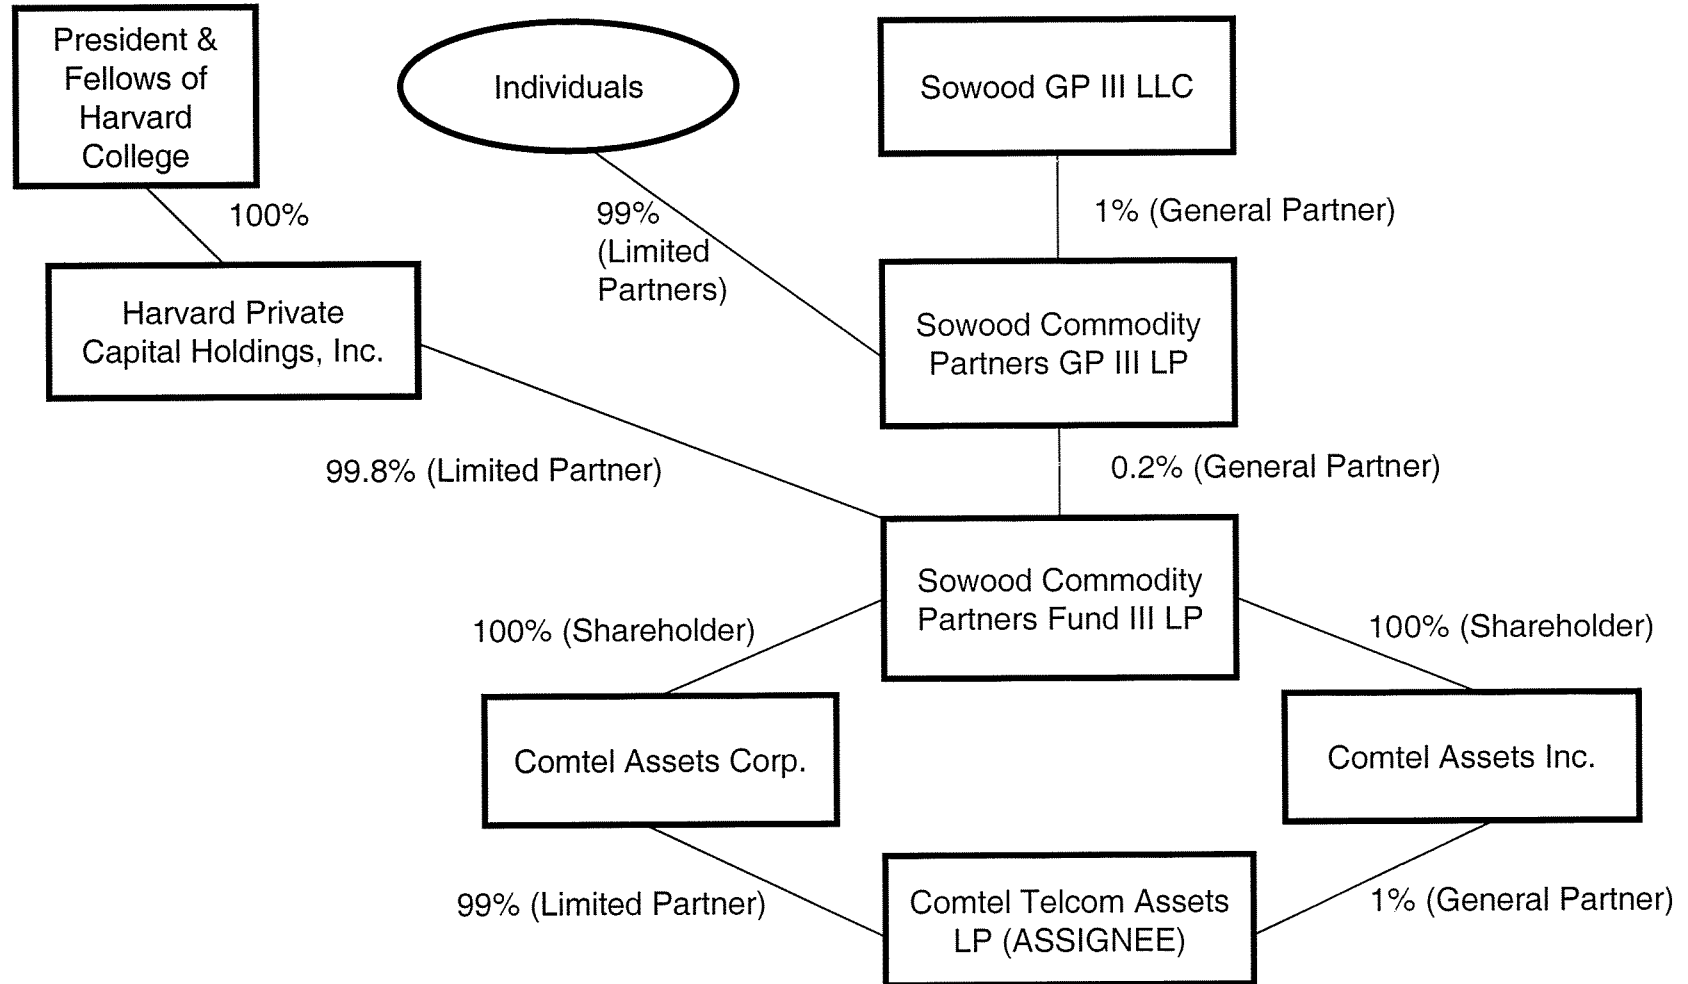 President &
Fellows of
Harvard
College
Individuals
Sowood GP III LLC
100%
99%
(Limited
Partners)
1% (General Partner)
Harvard Private
Capital Holdings, Inc.
Sowood Commodity
Partners GP III LP
99.8% (Limited Partner)
0.2% (General Partner)
Sowood Commodity
Partners Fund III LP
100% (Shareholder)
100% (Shareholder)
Comtel Assets Corp.
Comtel Assets Inc.
99% (Limited Partner)
Comtel Telcom Assets
LP (ASSIGNEE)
1% (General Partner)